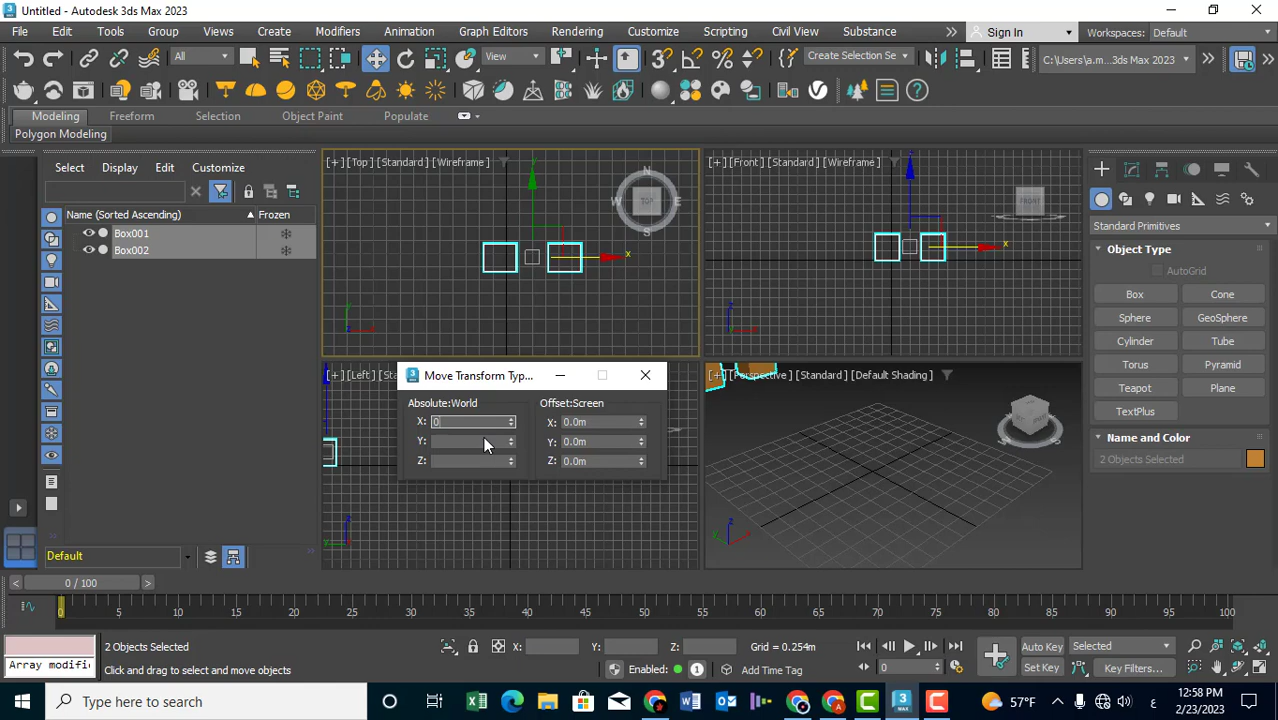 Untitled - Autodesk 3ds Max 2023
File Edit Tools Group Views Create Modifiers Animation Graph Editors Rendering Customize Scripting Civil View Substance » Sign In Workspaces: Default
All View Create Selection Se C:\Users\a.m...3ds Max 2023 »
Modeling Freeform Selection Object Paint Populate
Polygon Modeling
Select Display Edit Customize
Name (Sorted Ascending) Frozen
Box001
Box002
Default
[+] [Top] [Standard] [Wireframe]
N
W TOP E
S
y
x
[+] [Front] [Standard] [Wireframe]
FRONT
x
[+] [Left] [Sta
Move Transform Typ...
Absolute:World Offset:Screen
X: 0 X: 0.0m
Y: Y: 0.0m
Z: Z: 0.0m
[+] [Perspective] [Standard] [Default Shading]
Standard Primitives
Object Type
AutoGrid
Box Cone
Sphere GeoSphere
Cylinder Tube
Torus Pyramid
Teapot Plane
TextPlus
Name and Color
2 Objects Selected
< 0 / 100 >
0 5 10 15 20 25 30 35 40 45 50 55 60 65 70 75 80 85 90 95 100
2 Objects Selected X: Y: Z: Grid = 0.254m Auto Key Selected
Array modifi Click and drag to select and move objects Enabled: 1 Add Time Tag 0 Set Key Key Filters...
Type here to search 57°F ع 12:58 PM
2/23/2023